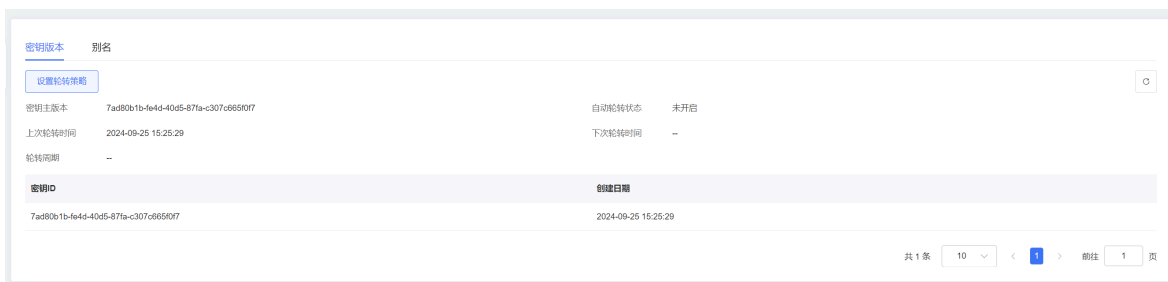 密钥版本 别名
设置轮转策略
密钥主版本 7ad80b1b-fe4d-40d5-87fa-c307c665f0f7 自动轮转状态 未开启
上次轮转时间 2024-09-25 15:25:29 下次轮转时间 --
轮转周期 --
密钥ID 创建日期
7ad80b1b-fe4d-40d5-87fa-c307c665f0f7 2024-09-25 15:25:29
共 1 条 10 < 1 > 前往 1 页